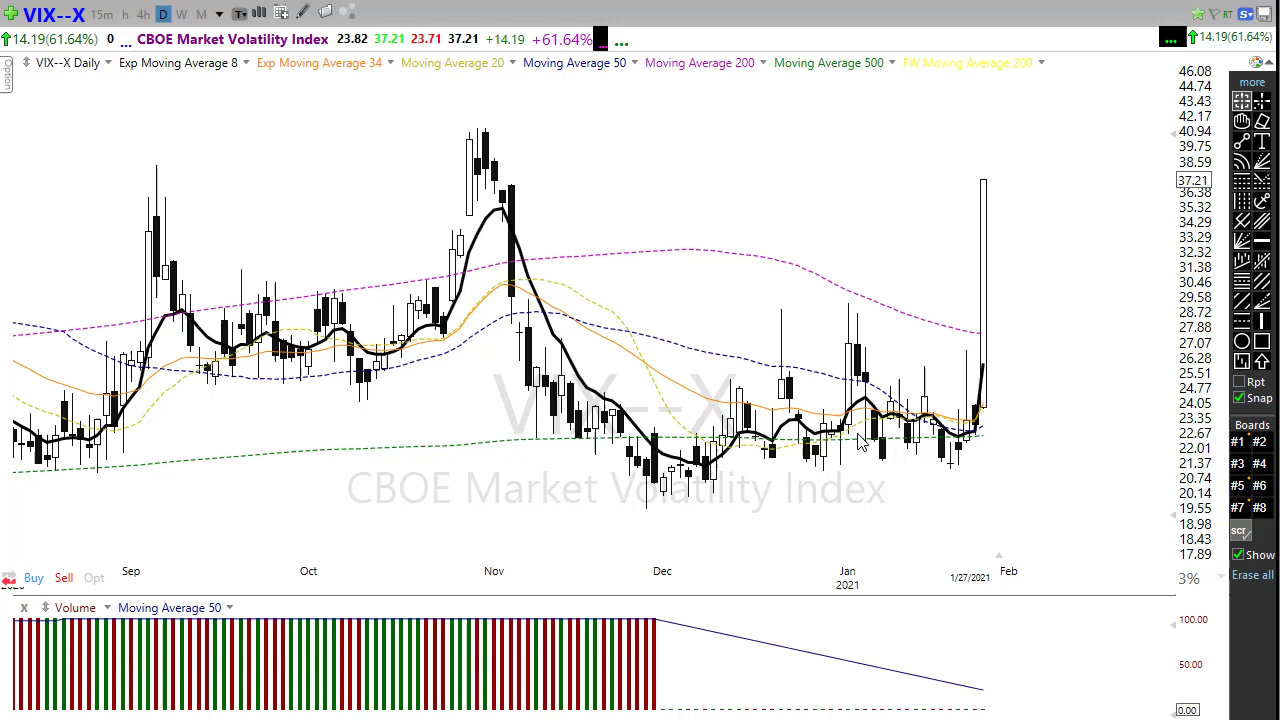 VIX--X 15m h 4h D W M T RT S
14.19(61.64%) 0 ... CBOE Market Volatility Index 23.82 37.21 23.71 37.21 +14.19 +61.64% ... ... ... 14.19(61.64%)
Option
VIX--X Daily Exp Moving Average 8 Exp Moving Average 34 Moving Average 20 Moving Average 50 Moving Average 200 Moving Average 500 FW Moving Average 200
46.08
44.74
43.43
42.17
40.94
39.75
38.59
37.21
36.38
35.32
34.29
33.29
32.32
31.38
30.46
29.58
28.72
27.88
27.07
26.28
25.51
24.77
24.05
23.35
22.67
22.01
21.37
20.74
20.14
19.55
18.98
18.43
17.89
3%
VIX--X
CBOE Market Volatility Index
more
T
Rpt
Snap
Boards
#1 #2
#3 #4
#5 #6
#7 #8
scr
Show
Erase all
Sep Oct Nov Dec Jan 1/27/2021 Feb
2021
Buy Sell Opt
X Volume Moving Average 50
100.00
50.00
0.00